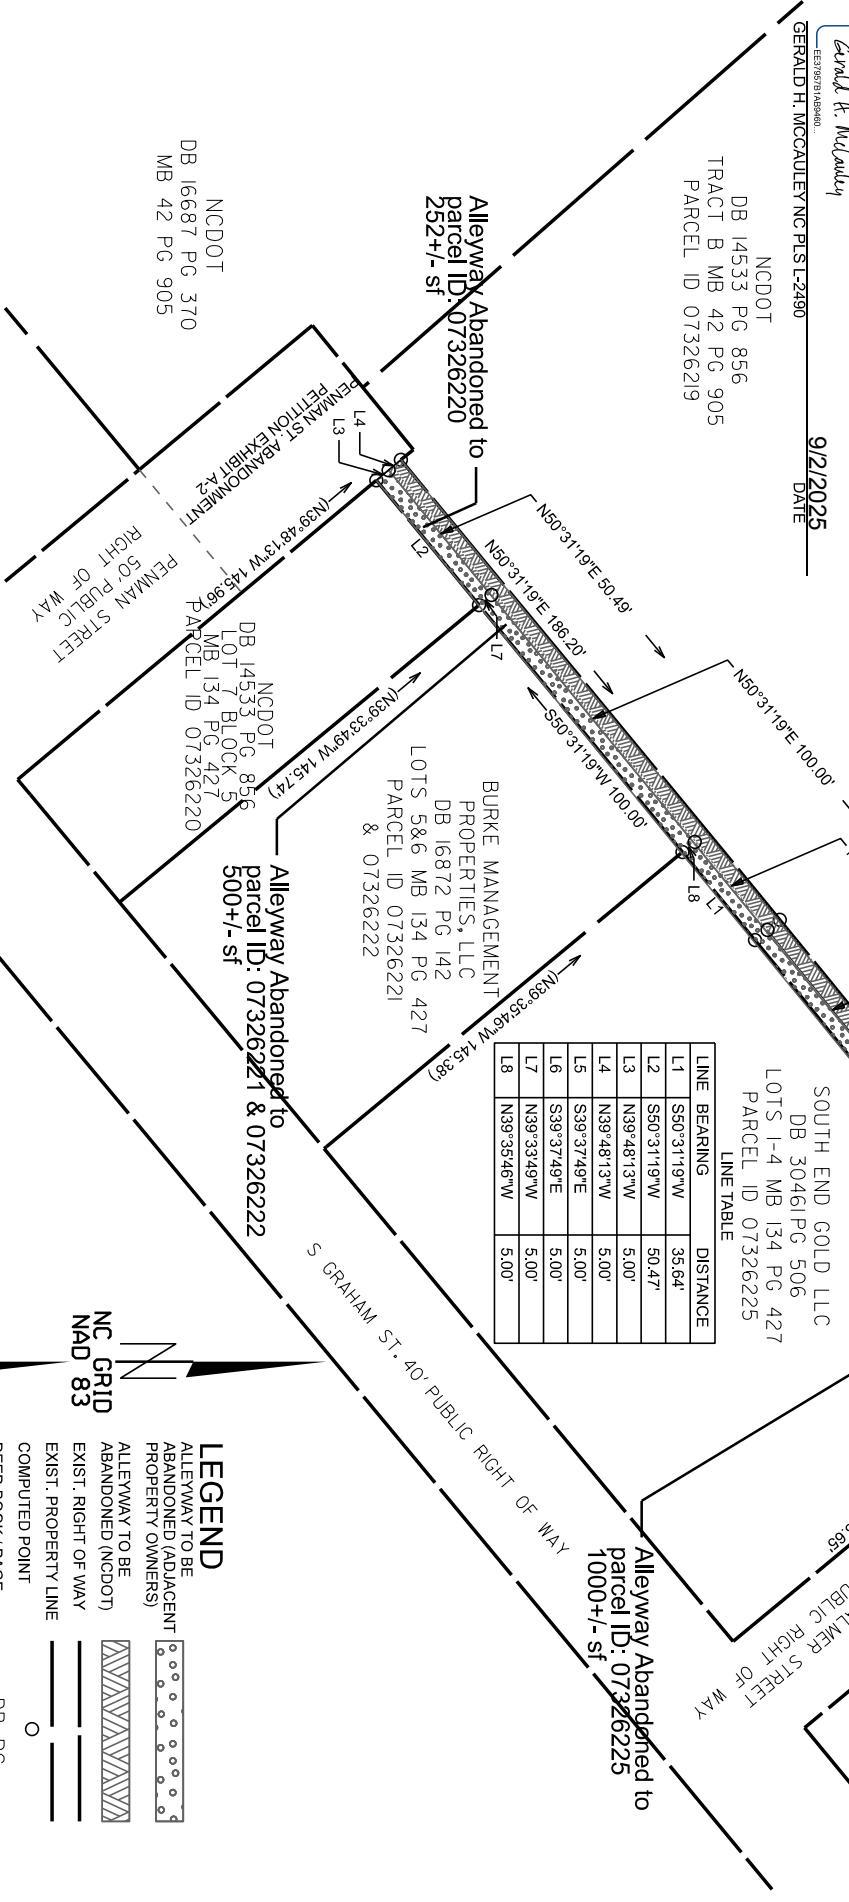 Gerald H. McCauley
EE37957B1AB9460...
GERALD H. MCCAULEY NC PLS L-2490
9/2/2025
DATE
NCDOT
DB 14533 PG 856
TRACT B MB 42 PG 905
PARCEL ID 07326219
NCDOT
DB 16687 PG 370
MB 42 PG 905
Alleyway Abandoned to
parcel ID: 07326220
252+/- sf
PENMAN ST. ABANDONMENT
PETITION EXHIBIT A-2
L4
L3
(N39°48'13"W 145.96')
PENMAN STREET
50' PUBLIC
RIGHT OF WAY
L2
N50°31'19"E 50.49'
N50°31'19"E 186.20'
N50°31'19"E 100.00'
S50°31'19"W 100.00'
L7
L8
L1
NCDOT
DB 14533 PG 856
LOT 7 BLOCK 5
MB 134 PG 427
PARCEL ID 07326220
(N39°33'49"W 145.74')
BURKE MANAGEMENT
PROPERTIES, LLC
DB 16872 PG 142
LOTS 5&6 MB 134 PG 427
PARCEL ID 07326221
& 07326222
Alleyway Abandoned to
parcel ID: 07326221 & 07326222
500+/- sf
(N39°35'46"W 145.38')
SOUTH END GOLD LLC
DB 30461PG 506
LOTS 1-4 MB 134 PG 427
PARCEL ID 07326225
LINE TABLE
LINE BEARING DISTANCE
L1 S50°31'19"W 35.64'
L2 S50°31'19"W 50.47'
L3 N39°48'13"W 5.00'
L4 N39°48'13"W 5.00'
L5 S39°37'49"E 5.00'
L6 S39°37'49"E 5.00'
L7 N39°33'49"W 5.00'
L8 N39°35'46"W 5.00'
S GRAHAM ST. 40' PUBLIC RIGHT OF WAY
Alleyway Abandoned to
parcel ID: 07326225
1000+/- sf
.65'
LMER STREET
UBLIC RIGHT OF WAY
NC GRID
NAD 83
LEGEND
ALLEYWAY TO BE
ABANDONED (ADJACENT
PROPERTY OWNERS)
ALLEYWAY TO BE
ABANDONED (NCDOT)
EXIST. RIGHT OF WAY
EXIST. PROPERTY LINE
COMPUTED POINT